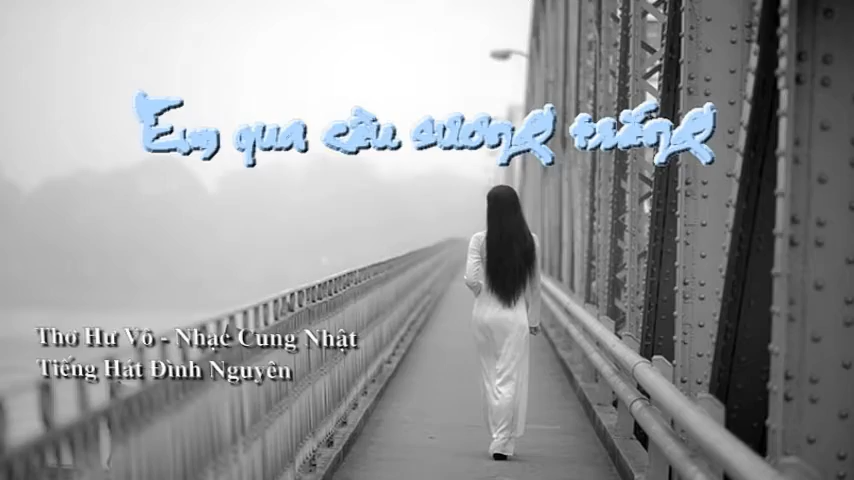 Em qua cầu sương trắng
Thơ Hư Vô - Nhạc Cung Nhật
Tiếng Hát Đình Nguyên